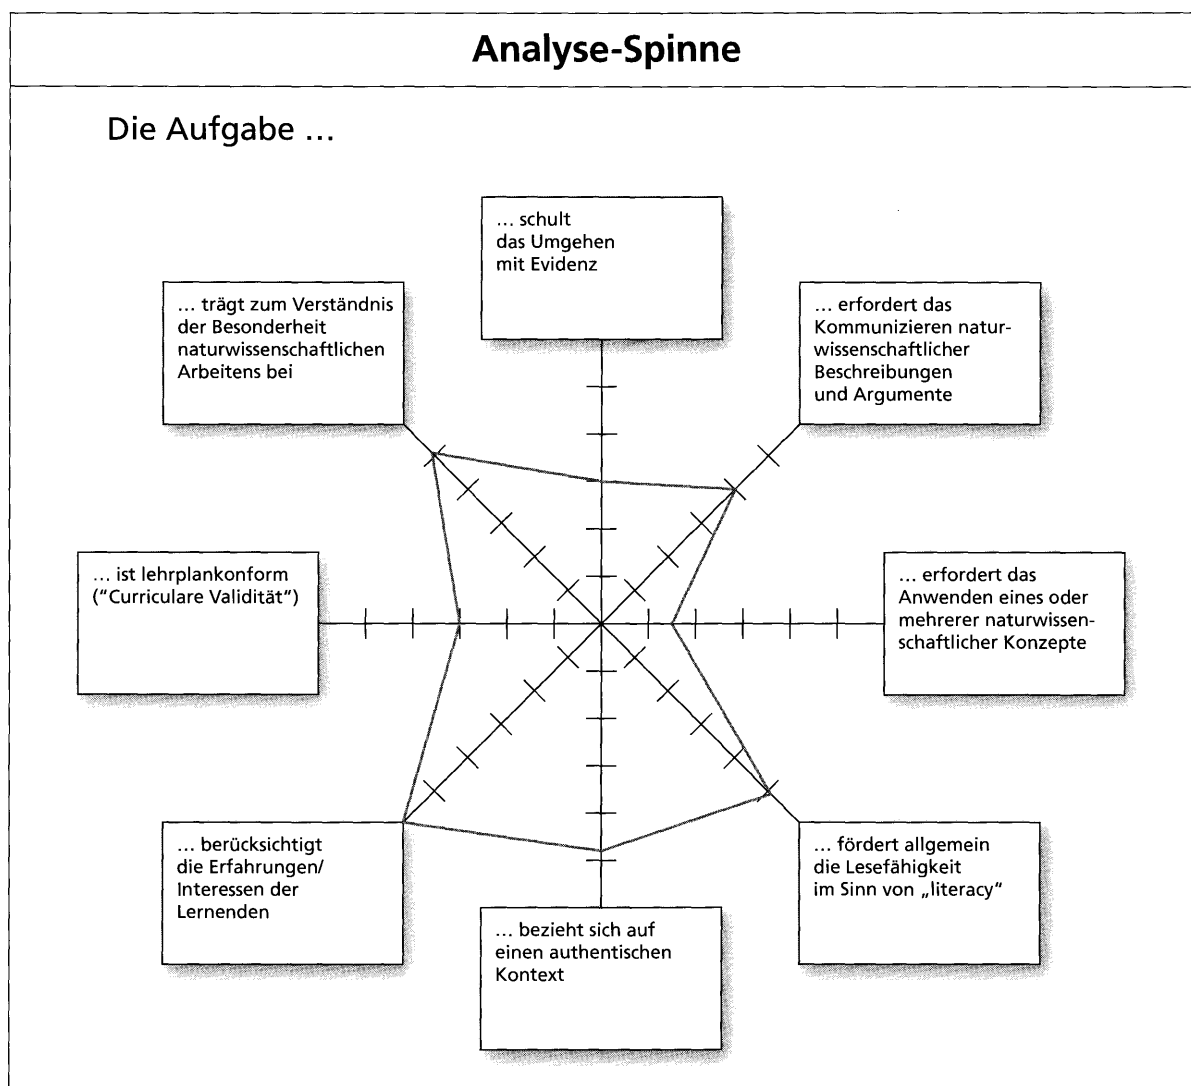 Analyse-Spinne
Die Aufgabe ...
... schult
das Umgehen
mit Evidenz
... trägt zum Verständnis
der Besonderheit
naturwissenschaftlichen
Arbeitens bei
... erfordert das
Kommunizieren natur-
wissenschaftlicher
Beschreibungen
und Argumente
... ist lehrplankonform
("Curriculare Validität")
... erfordert das
Anwenden eines oder
mehrerer naturwissen-
schaftlicher Konzepte
... berücksichtigt
die Erfahrungen/
Interessen der
Lernenden
... bezieht sich auf
einen authentischen
Kontext
... fördert allgemein
die Lesefähigkeit
im Sinn von „literacy“